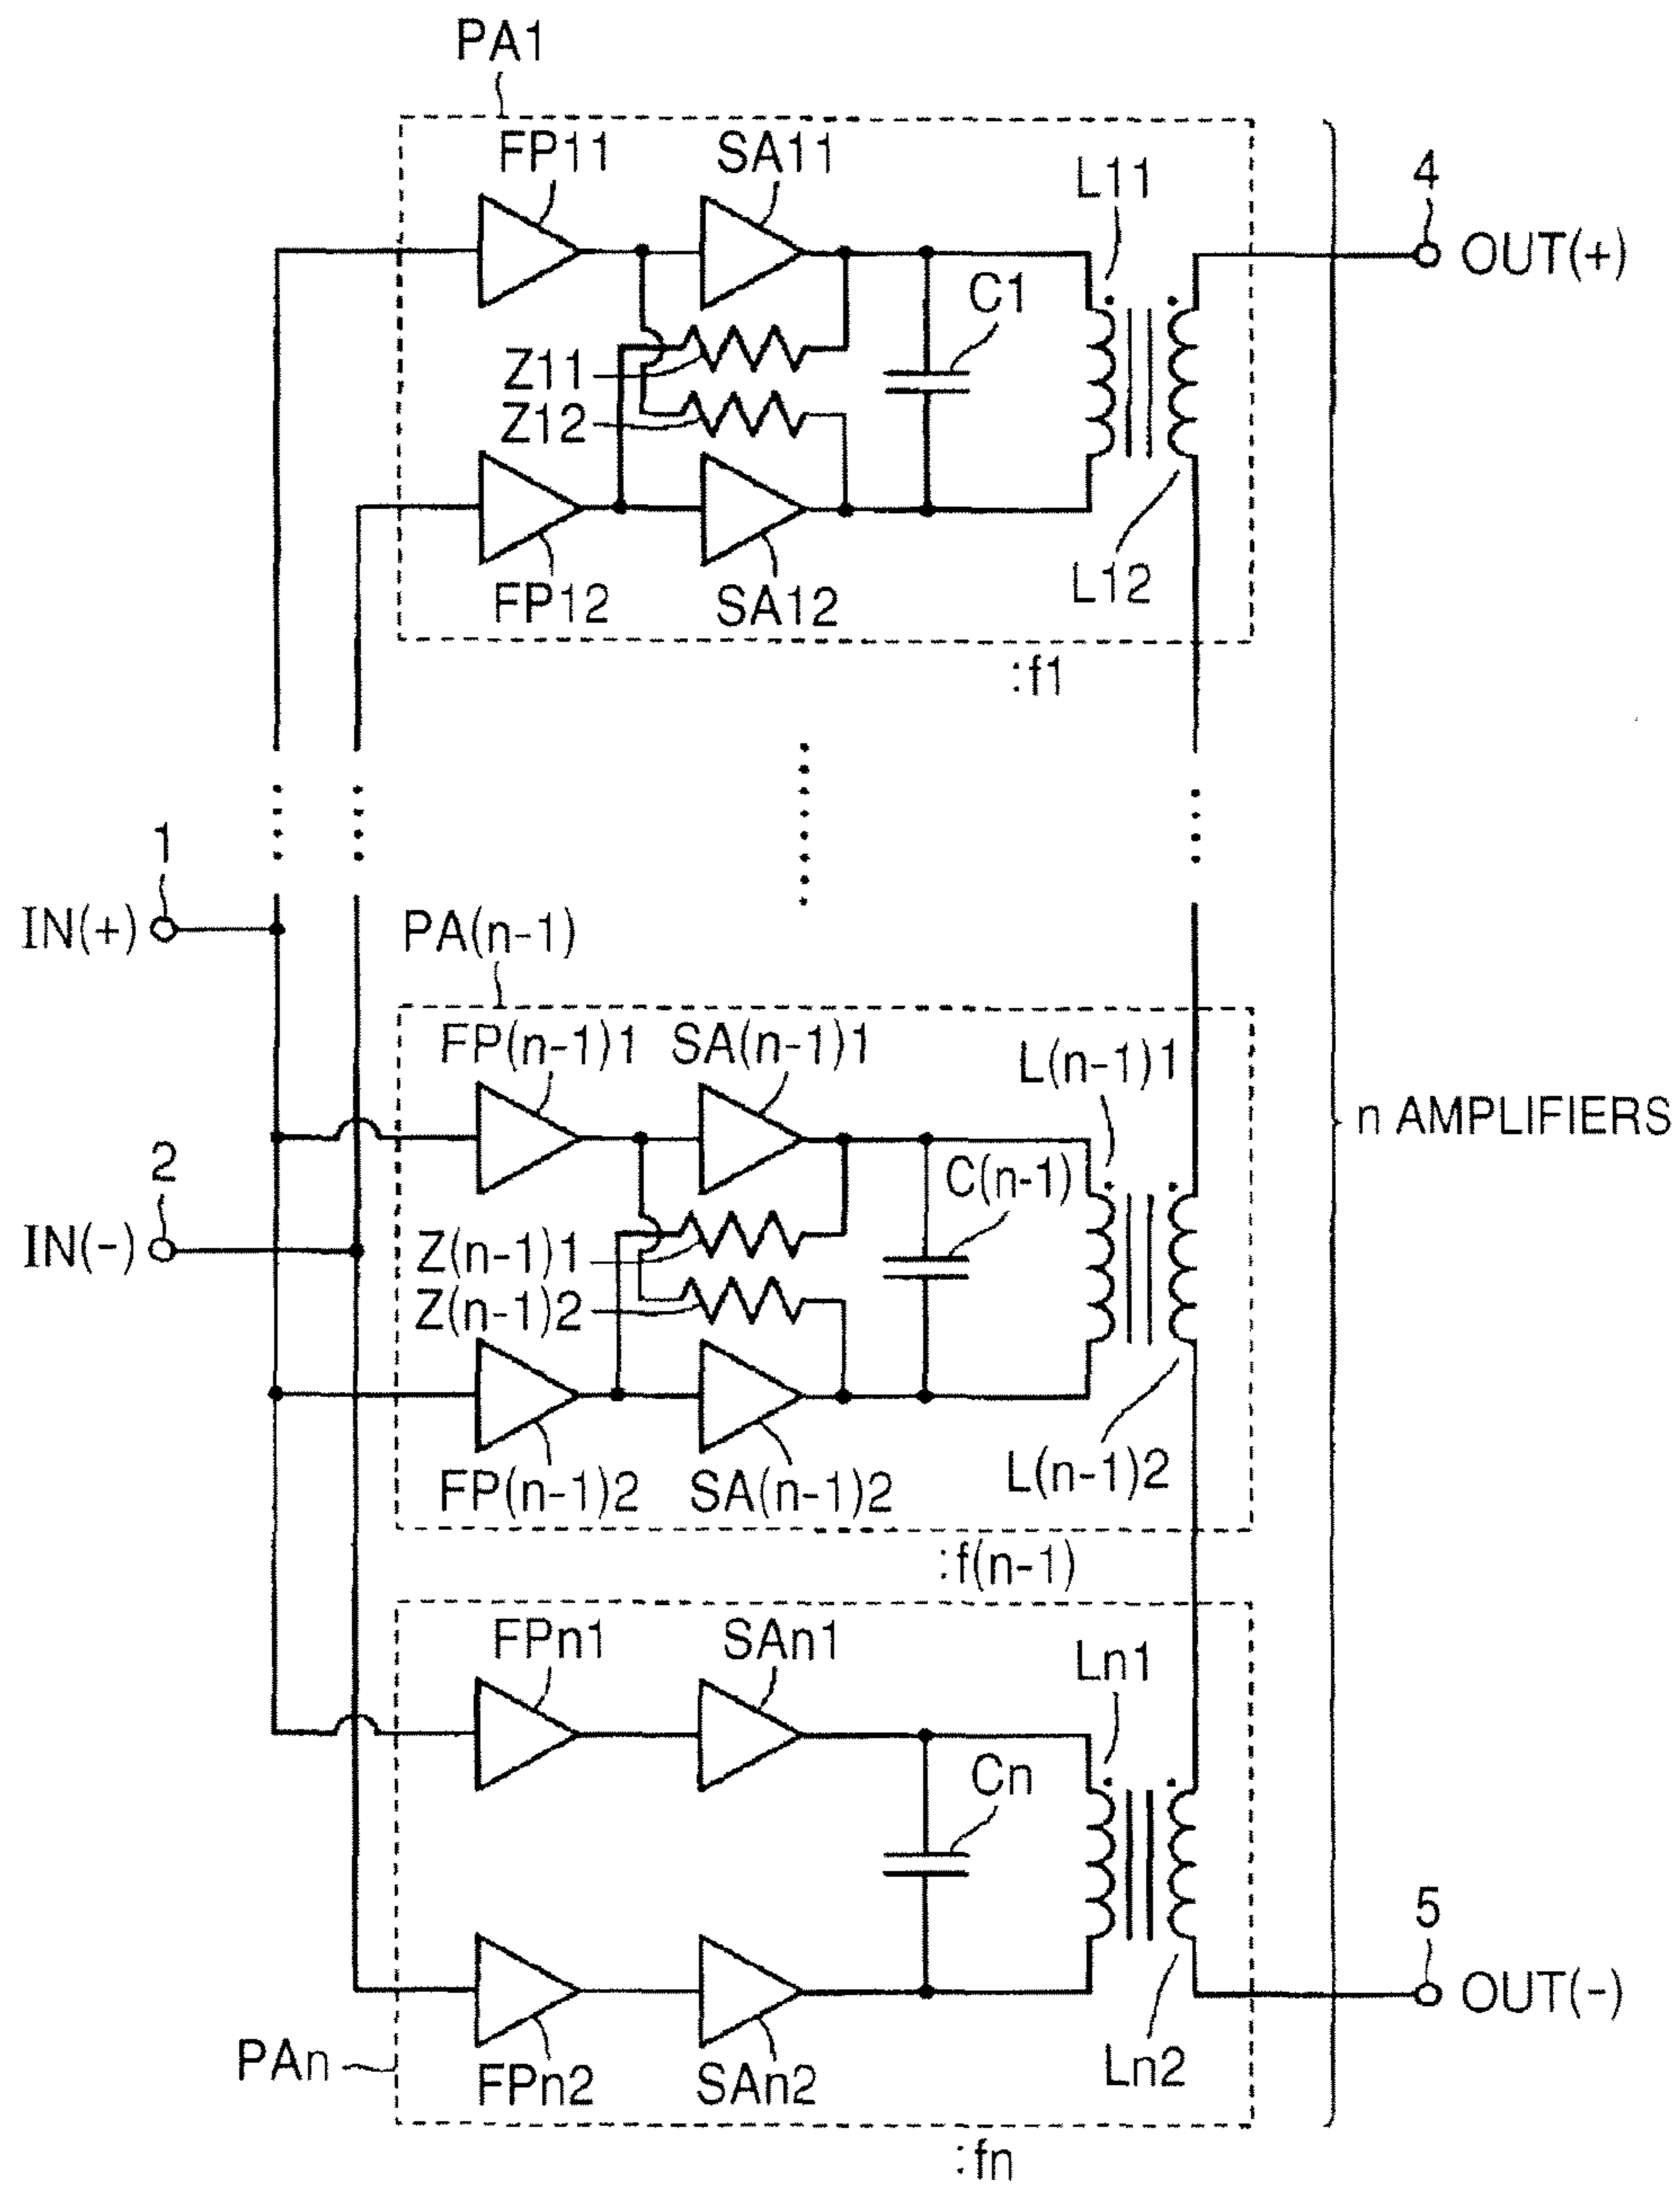 PA1
FP11
SA11
L11
4
OUT(+)
C1
Z11
Z12
L12
FP12
SA12
:f1
1
IN(+)
PA(n-1)
FP(n-1)1
SA(n-1)1
L(n-1)1
n AMPLIFIERS
2
C(n-1)
IN(-)
Z(n-1)1
Z(n-1)2
L(n-1)2
FP(n-1)2
SA(n-1)2
:f(n-1)
FPn1
SAn1
Ln1
Cn
5
OUT(-)
PAn
FPn2
SAn2
Ln2
:fn